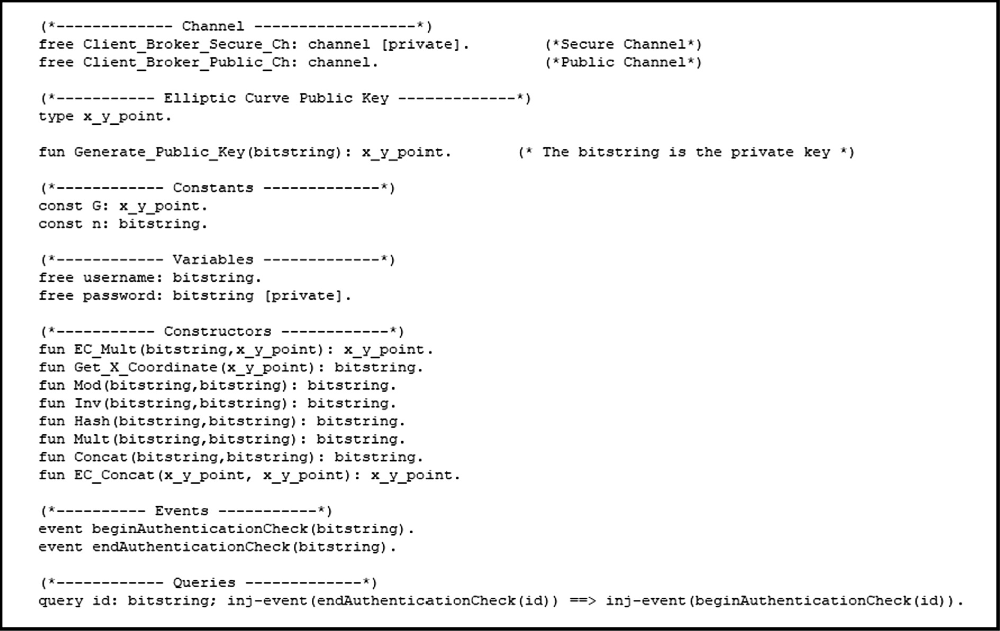 (*------------- Channel ------------------*)
free Client_Broker_Secure_Ch: channel [private]. (*Secure Channel*)
free Client_Broker_Public_Ch: channel. (*Public Channel*)
(*----------- Elliptic Curve Public Key -------------*)
type x_y_point.
fun Generate_Public_Key(bitstring): x_y_point. (* The bitstring is the private key *)
(*------------ Constants -------------*)
const G: x_y_point.
const n: bitstring.
(*------------ Variables -------------*)
free username: bitstring.
free password: bitstring [private].
(*----------- Constructors ------------*)
fun EC_Mult(bitstring,x_y_point): x_y_point.
fun Get_X_Coordinate(x_y_point): bitstring.
fun Mod(bitstring,bitstring): bitstring.
fun Inv(bitstring,bitstring): bitstring.
fun Hash(bitstring,bitstring): bitstring.
fun Mult(bitstring,bitstring): bitstring.
fun Concat(bitstring,bitstring): bitstring.
fun EC_Concat(x_y_point, x_y_point): x_y_point.
(*---------- Events -----------*)
event beginAuthenticationCheck(bitstring).
event endAuthenticationCheck(bitstring).
(*------------ Queries -------------*)
query id: bitstring; inj-event(endAuthenticationCheck(id)) ==> inj-event(beginAuthenticationCheck(id)).